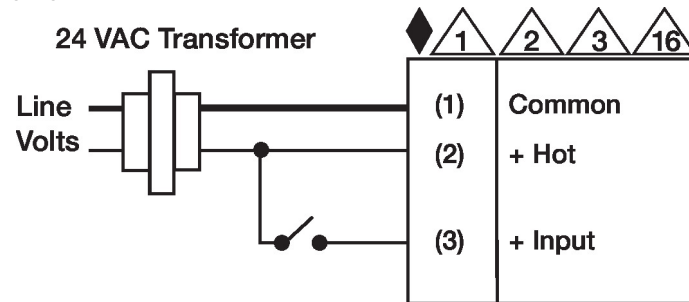 24 VAC Transformer
1 2 3 16
Line
Volts
(1) Common
(2) + Hot
(3) + Input